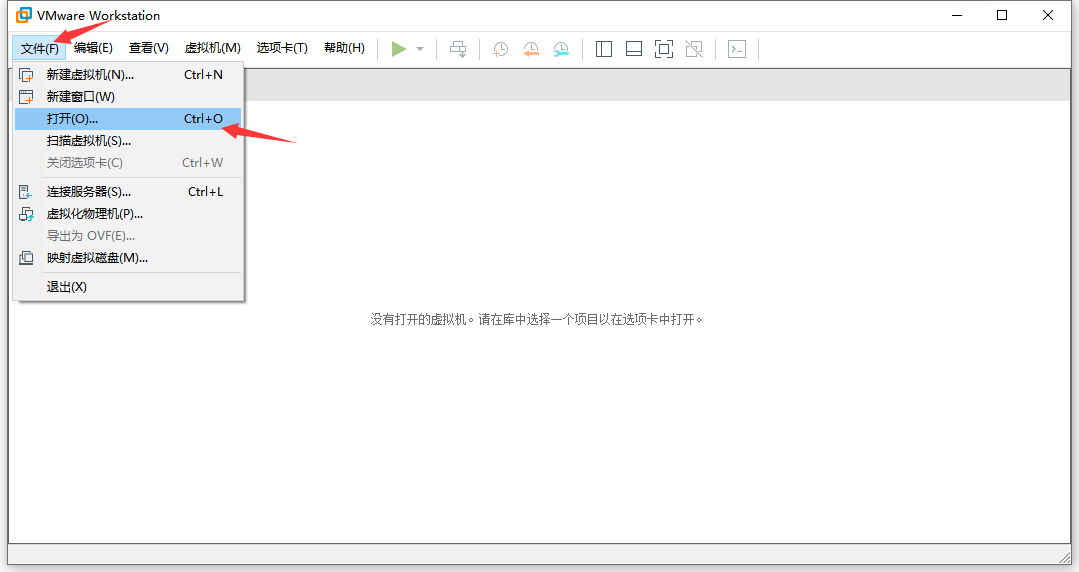 VMware Workstation
文件(F) 编辑(E) 查看(V) 虚拟机(M) 选项卡(T) 帮助(H)
新建虚拟机(N)... Ctrl+N
新建窗口(W)
打开(O)... Ctrl+O
扫描虚拟机(S)...
关闭选项卡(C) Ctrl+W
连接服务器(S)... Ctrl+L
虚拟化物理机(P)...
导出为 OVF(E)...
映射虚拟磁盘(M)...
退出(X)
没有打开的虚拟机。请在库中选择一个项目以在选项卡中打开。